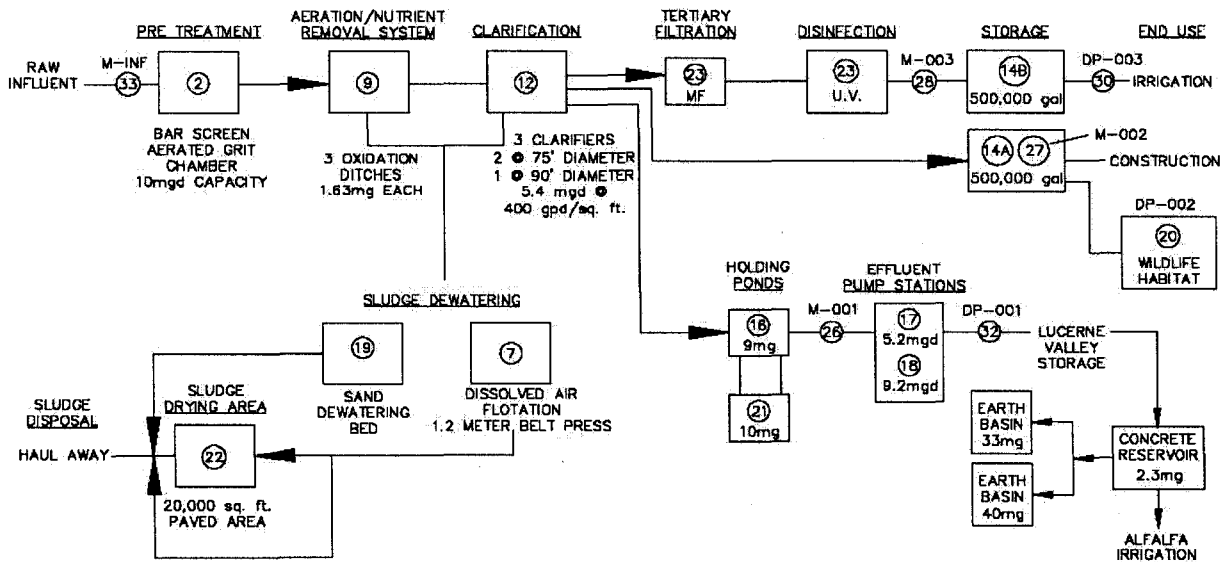 PRE TREATMENT
AERATION/NUTRIENT
REMOVAL SYSTEM
CLARIFICATION
TERTIARY
FILTRATION
DISINFECTION
STORAGE
END USE
RAW
INFLUENT
M-INF
33
2
9
12
23
MF
23
U.V.
M-003
28
14B
500,000 gal
DP-003
30
IRRIGATION
BAR SCREEN
AERATED GRIT
CHAMBER
10mgd CAPACITY
3 OXIDATION
DITCHES
1.63mg EACH
3 CLARIFIERS
2 @ 75' DIAMETER
1 @ 90' DIAMETER
5.4 mgd @
400 gpd/sq. ft.
14A
27
500,000 gal
M-002
CONSTRUCTION
DP-002
20
WILDLIFE
HABITAT
SLUDGE DEWATERING
HOLDING
PONDS
EFFLUENT
PUMP STATIONS
16
9mg
M-001
26
17
5.2mgd
18
9.2mgd
DP-001
32
LUCERNE
VALLEY
STORAGE
21
10mg
19
SAND
DEWATERING
BED
7
DISSOLVED AIR
FLOTATION
1.2 METER BELT PRESS
SLUDGE
DISPOSAL
SLUDGE
DRYING AREA
HAUL AWAY
22
20,000 sq. ft.
PAVED AREA
EARTH
BASIN
33mg
EARTH
BASIN
40mg
CONCRETE
RESERVOIR
2.3mg
ALFALFA
IRRIGATION